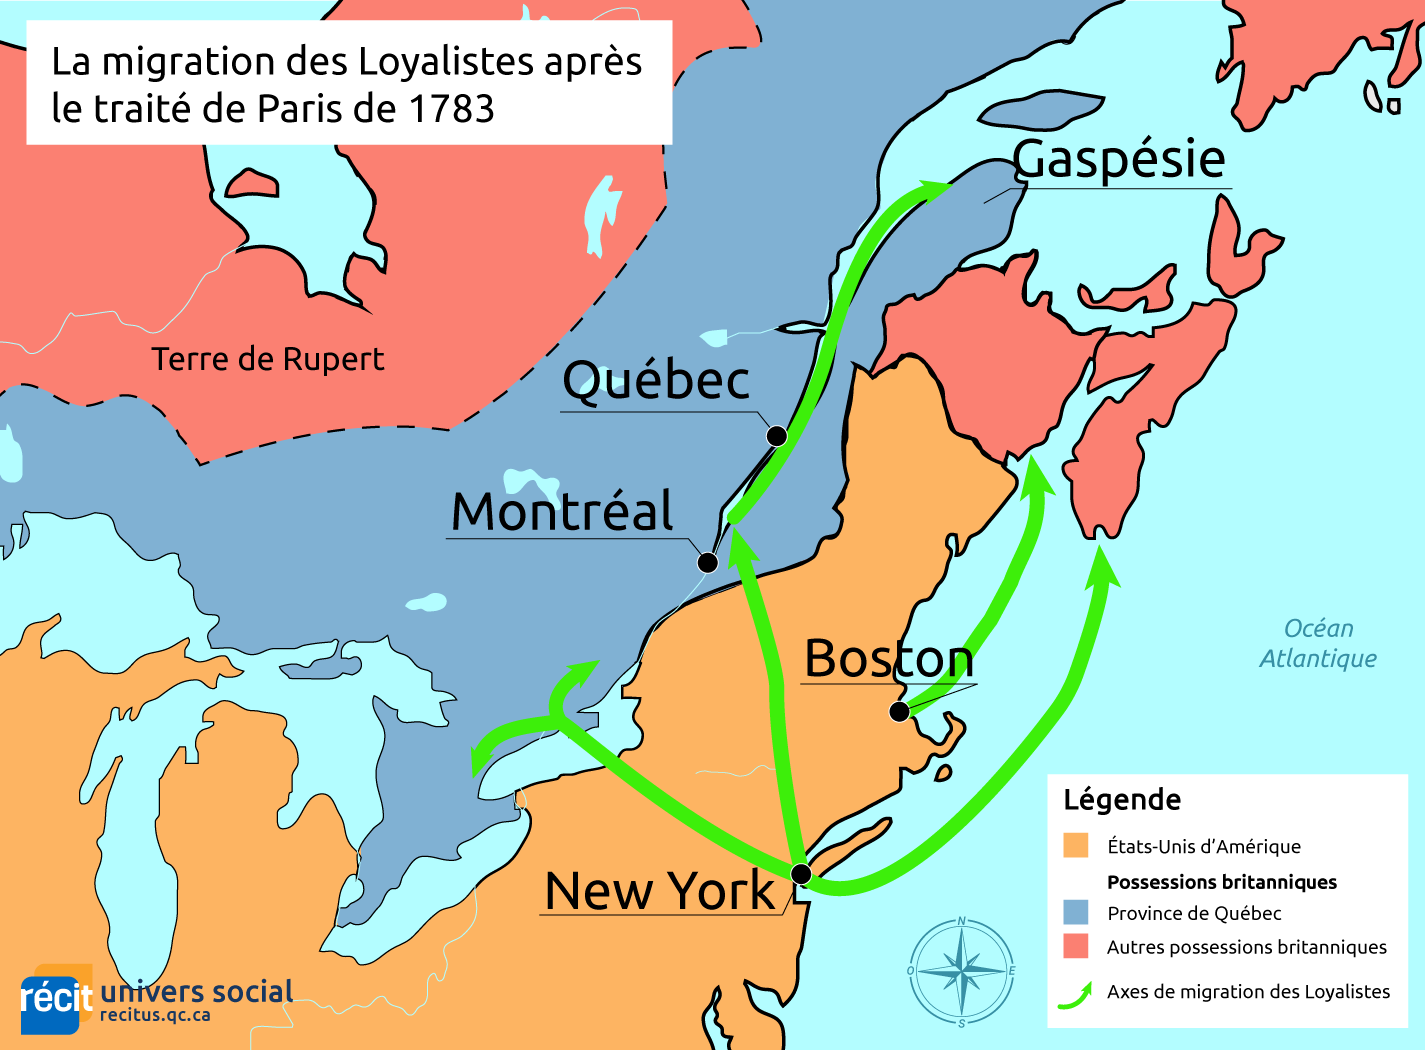 La migration des Loyalistes après
le traité de Paris de 1783
Gaspésie
Terre de Rupert
Québec
Montréal
Océan
Atlantique
Boston
New York
Légende
États-Unis d'Amérique
Possessions britanniques
Province de Québec
Autres possessions britanniques
Axes de migration des Loyalistes
N
O
E
S
récit
univers social
recitus.qc.ca